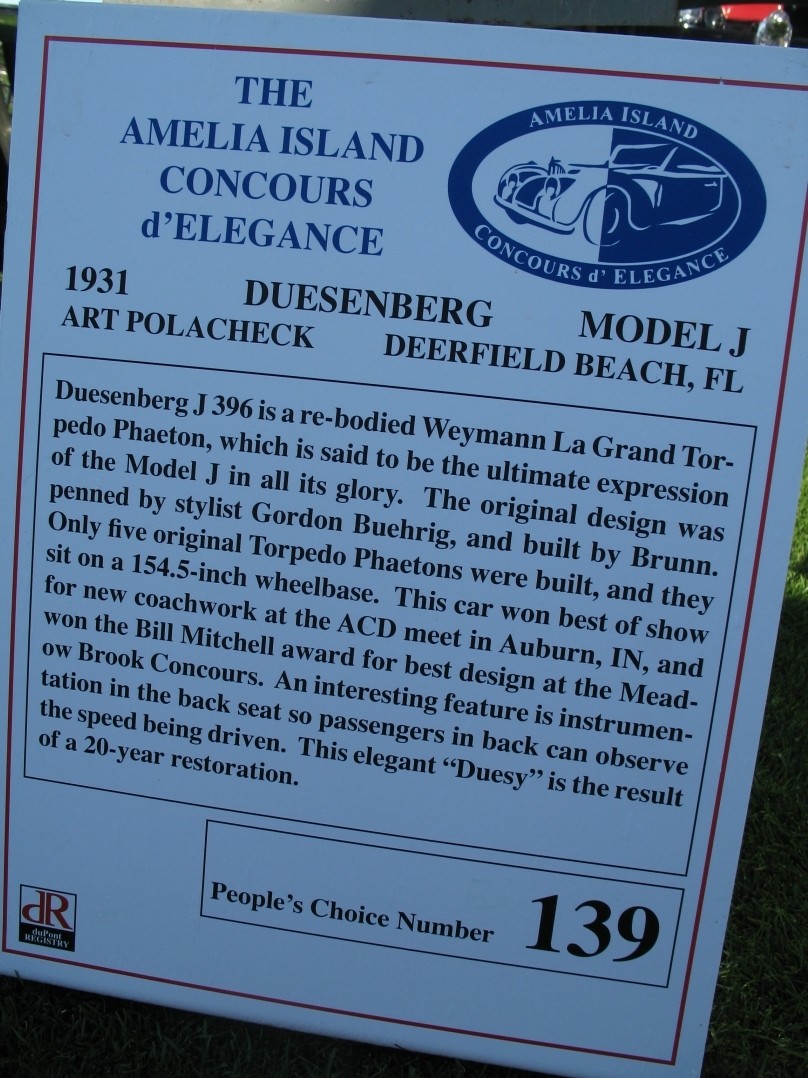 THE
AMELIA ISLAND
CONCOURS
d'ELEGANCE
AMELIA ISLAND
CONCOURS d' ELEGANCE
1931 DUESENBERG MODEL J
ART POLACHECK DEERFIELD BEACH, FL
Duesenberg J 396 is a re-bodied Weymann La Grand Tor-
pedo Phaeton, which is said to be the ultimate expression
of the Model J in all its glory. The original design was
penned by stylist Gordon Buehrig, and built by Brunn.
Only five original Torpedo Phaetons were built, and they
sit on a 154.5-inch wheelbase. This car won best of show
for new coachwork at the ACD meet in Auburn, IN, and
won the Bill Mitchell award for best design at the Mead-
ow Brook Concours. An interesting feature is instrumen-
tation in the back seat so passengers in back can observe
the speed being driven. This elegant “Duesy” is the result
of a 20-year restoration.
People's Choice Number 139
dR
duPont
REGISTRY